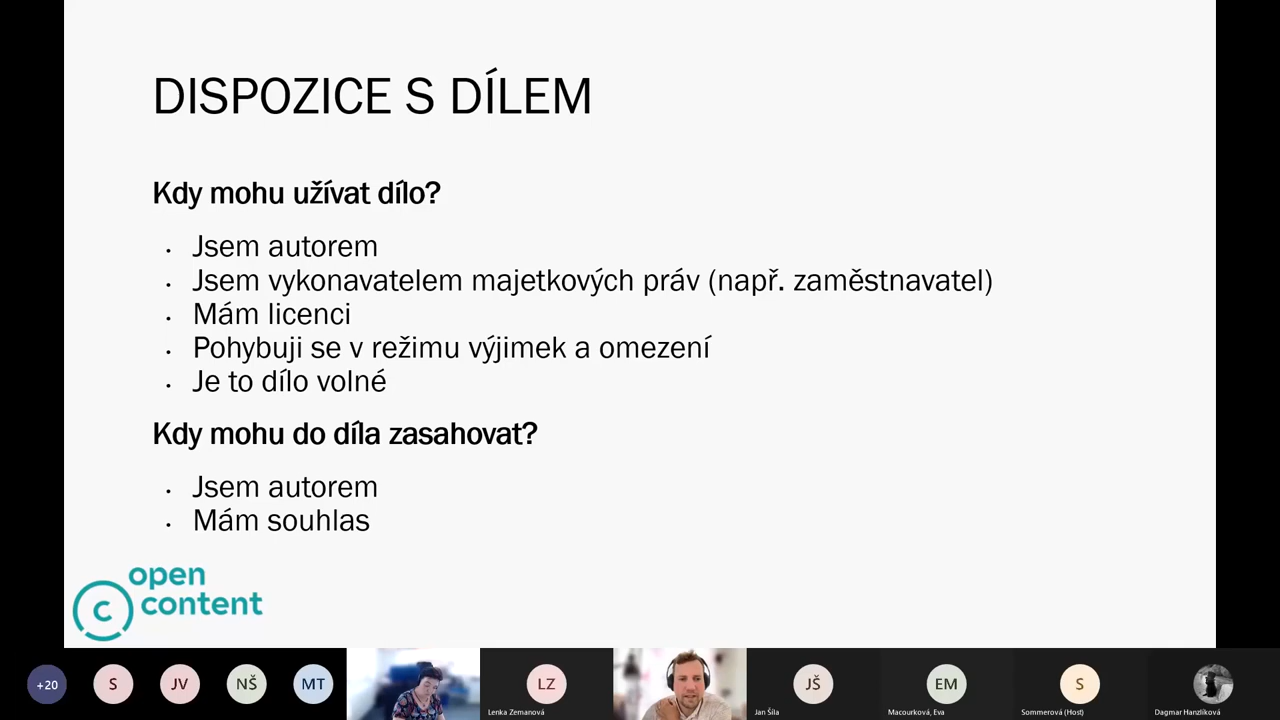 DISPOZICE S DÍLEM
Kdy mohu užívat dílo?
• Jsem autorem
• Jsem vykonavatelem majetkových práv (např. zaměstnavatel)
• Mám licenci
• Pohybuji se v režimu výjimek a omezení
• Je to dílo volné
Kdy mohu do díla zasahovat?
• Jsem autorem
• Mám souhlas
open
c content
+20 S JV NŠ MT LZ JŠ EM S
Lenka Zemanová Jan Šíla Macourková, Eva Sommerová (Host) Dagmar Hanzlíková